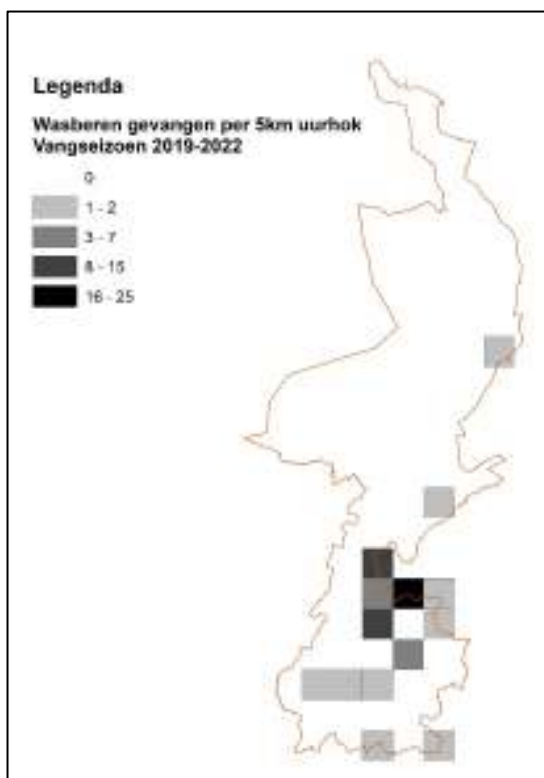 Legenda
Wasberen gevangen per 5km uurhok
Vangseizoen 2019-2022
0
1 - 2
3 - 7
8 - 15
16 - 25